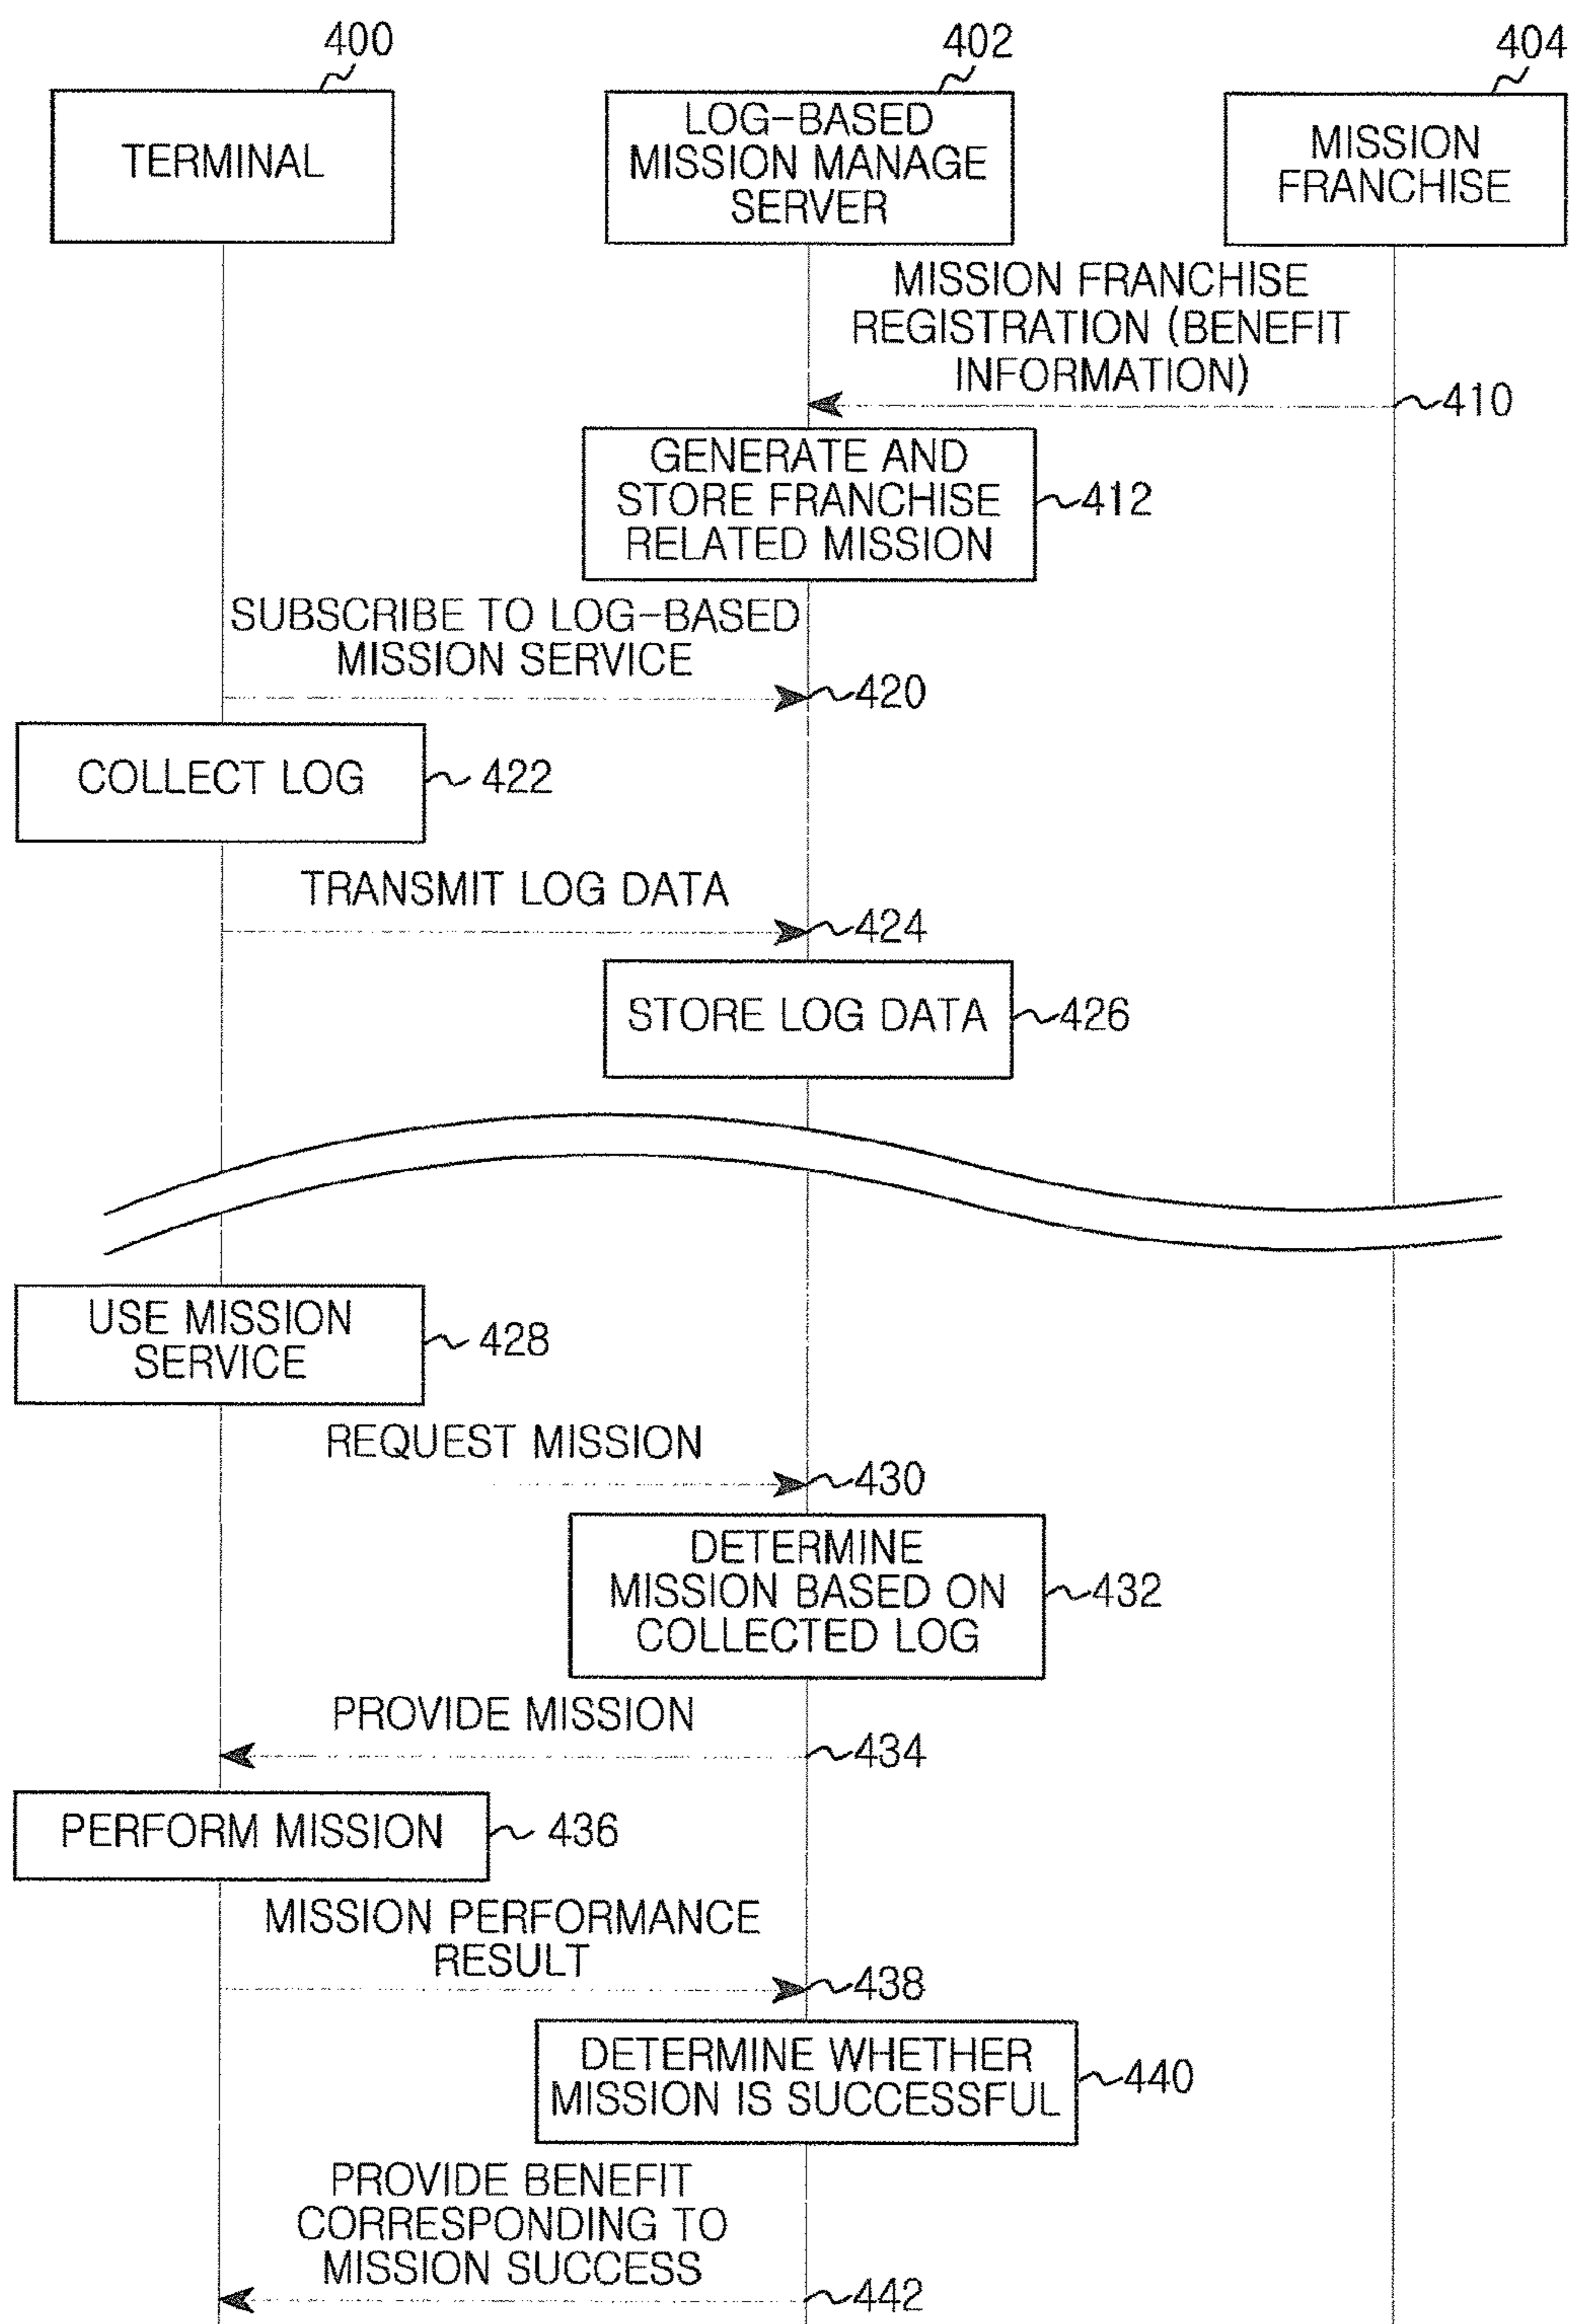 400
402
404
TERMINAL
LOG-BASED
MISSION MANAGE
SERVER
MISSION
FRANCHISE
MISSION FRANCHISE
REGISTRATION (BENEFIT
INFORMATION)
410
GENERATE AND
STORE FRANCHISE
RELATED MISSION
412
SUBSCRIBE TO LOG-BASED
MISSION SERVICE
420
COLLECT LOG
422
TRANSMIT LOG DATA
424
STORE LOG DATA
426
USE MISSION
SERVICE
428
REQUEST MISSION
430
DETERMINE
MISSION BASED ON
COLLECTED LOG
432
PROVIDE MISSION
434
PERFORM MISSION
436
MISSION PERFORMANCE
RESULT
438
DETERMINE WHETHER
MISSION IS SUCCESSFUL
440
PROVIDE BENEFIT
CORRESPONDING TO
MISSION SUCCESS
442